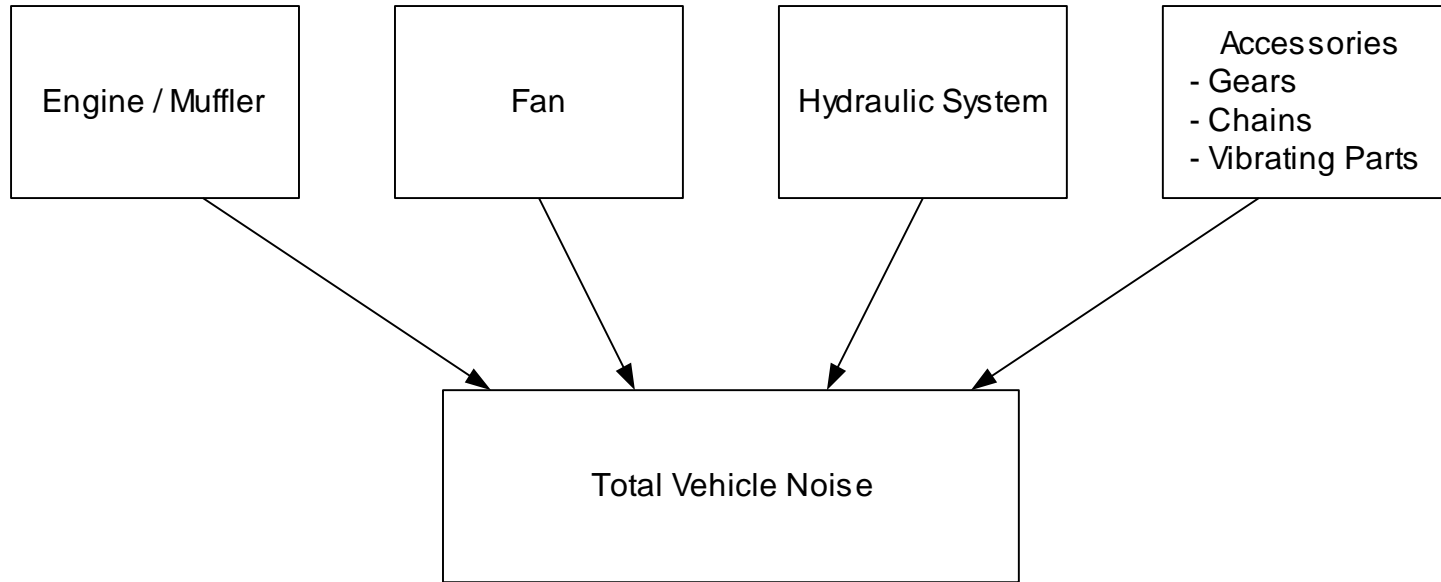 Engine / Muffler
Fan
Hydraulic System
Accessories
- Gears
- Chains
- Vibrating Parts
Total Vehicle Noise